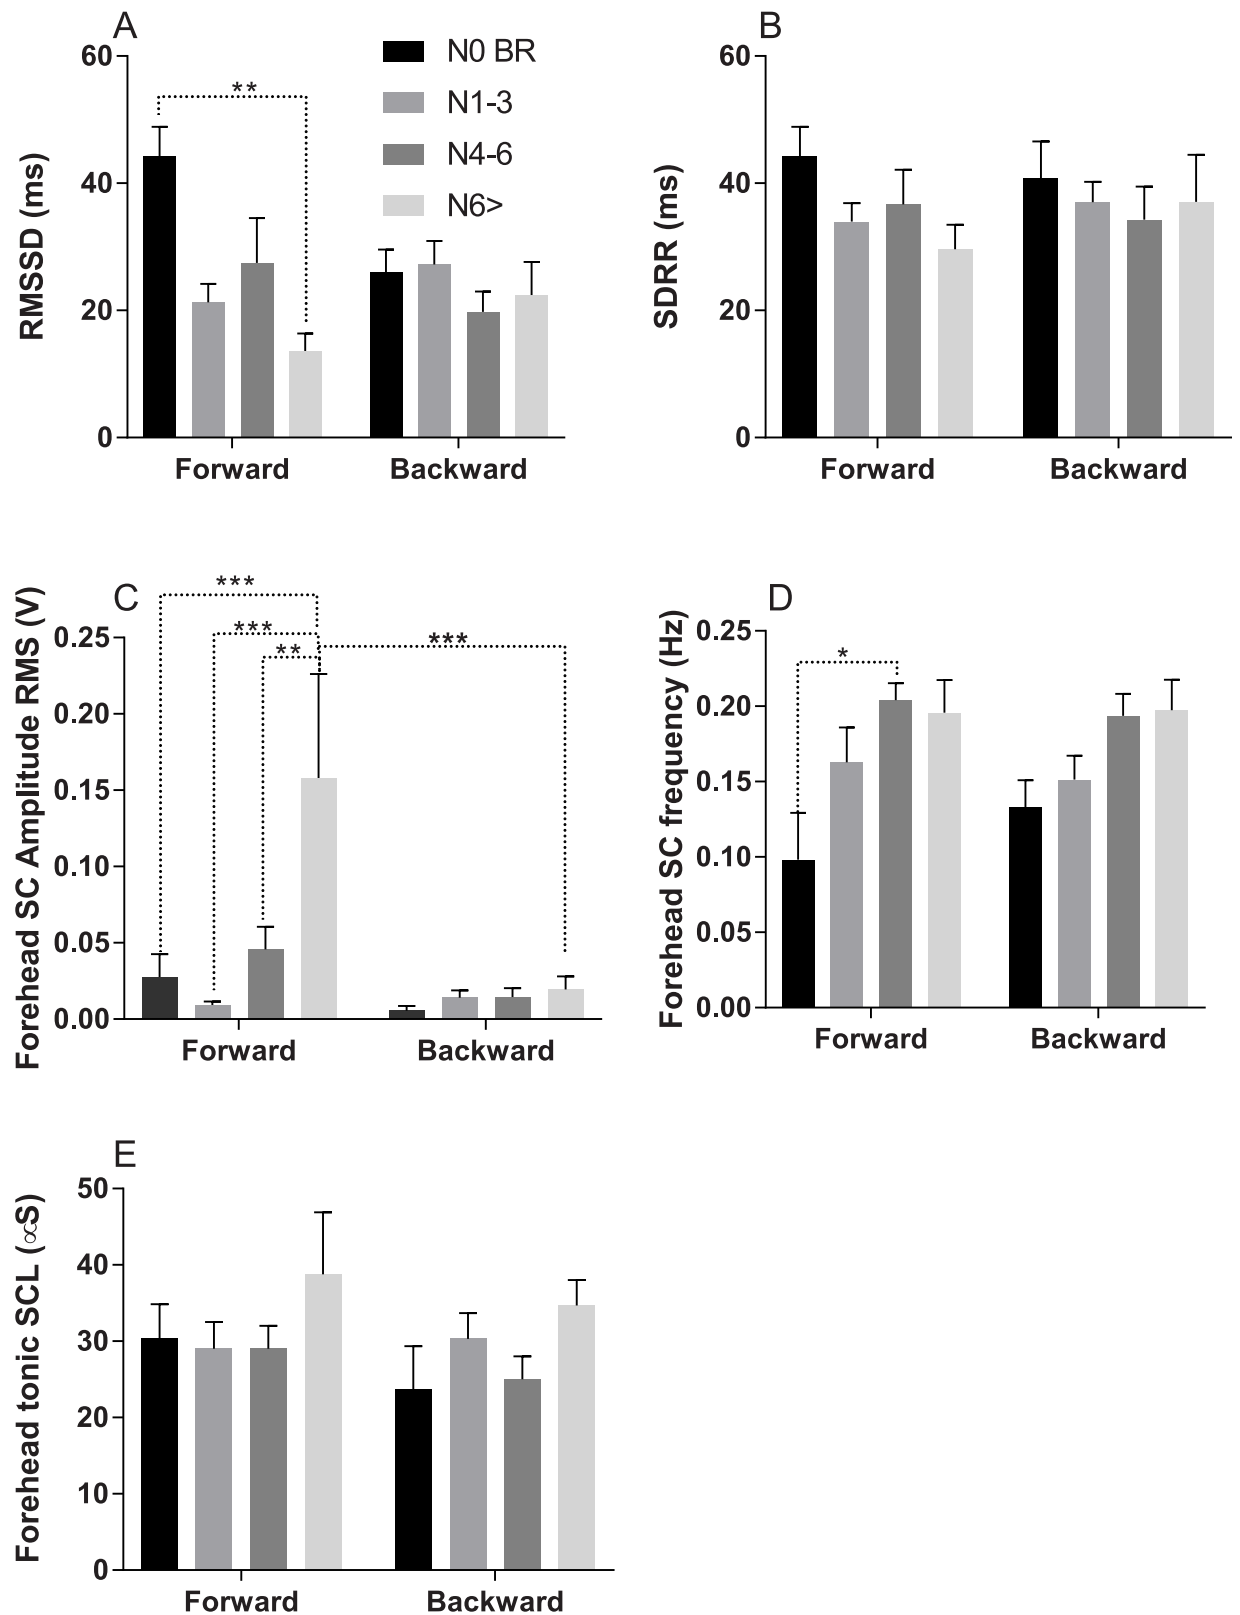 A
N0 BR
N1-3
N4-6
N6>
RMSSD (ms)
60
40
20
0
**
Forward
Backward
B
SDRR (ms)
60
40
20
0
Forward
Backward
C
Forehead SC Amplitude RMS (V)
0.25
0.20
0.15
0.10
0.05
0.00
***
***
**
***
Forward
Backward
D
Forehead SC frequency (Hz)
0.25
0.20
0.15
0.10
0.05
0.00
*
Forward
Backward
E
Forehead tonic SCL (∝S)
50
40
30
20
10
0
Forward
Backward